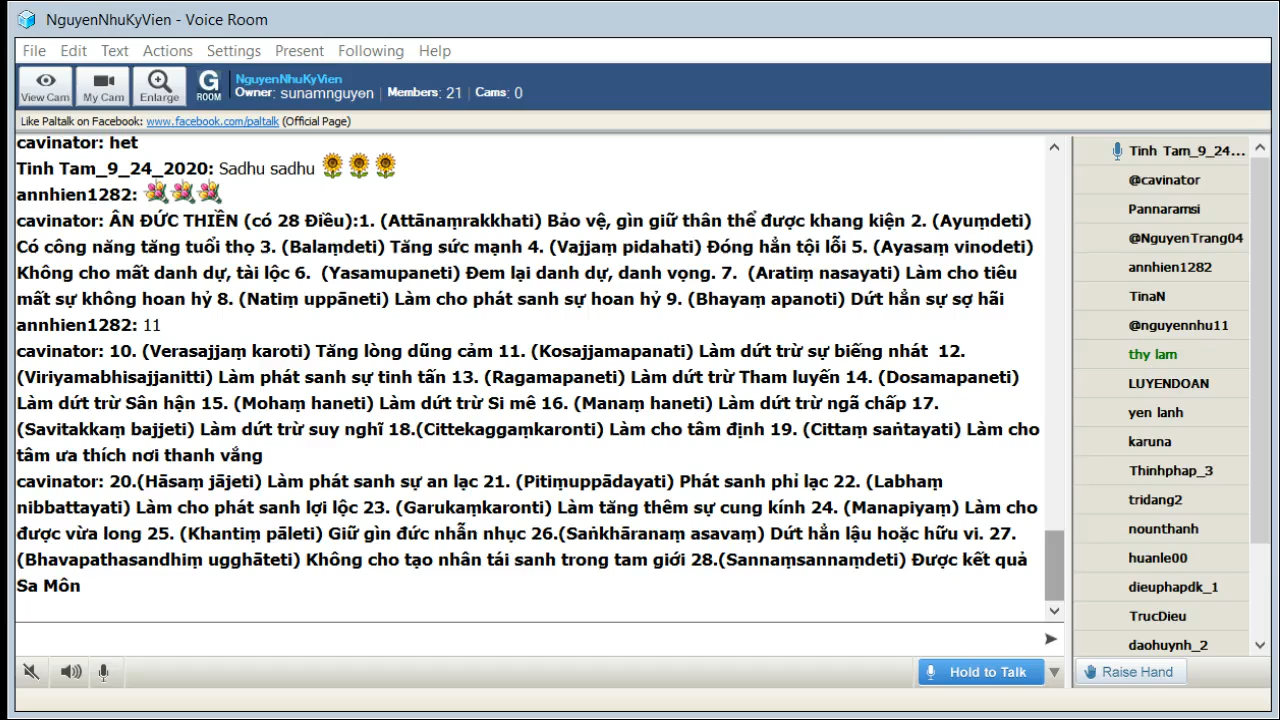 NguyenNhuKyVien - Voice Room
File Edit Text Actions Settings Present Following Help
View Cam My Cam Enlarge G ROOM NguyenNhuKyVien
Owner: sunamnguyen Members: 21 Cams: 0
Like Paltalk on Facebook: www.facebook.com/paltalk (Official Page)
cavinator: het
Tinh Tam_9_24_2020: Sadhu sadhu
annhien1282:
cavinator: ÂN ĐỨC THIỀN (có 28 Điều):1. (Attānaṃrakkhati) Bảo vệ, gìn giữ thân thể được khang kiện 2. (Ayuṃdeti)
Có công năng tăng tuổi thọ 3. (Balaṃdeti) Tăng sức mạnh 4. (Vajjaṃ pidahati) Đóng hẳn tội lỗi 5. (Ayasaṃ vinodeti)
Không cho mất danh dự, tài lộc 6. (Yasamupaneti) Đem lại danh dự, danh vọng. 7. (Aratiṃ nasayati) Làm cho tiêu
mất sự không hoan hỷ 8. (Natiṃ uppāneti) Làm cho phát sanh sự hoan hỷ 9. (Bhayaṃ apanoti) Dứt hẳn sự sợ hãi
annhien1282: 11
cavinator: 10. (Verasajjaṃ karoti) Tăng lòng dũng cảm 11. (Kosajjamapanati) Làm dứt trừ sự biếng nhát 12.
(Viriyamabhisajjanitti) Làm phát sanh sự tinh tấn 13. (Ragamapaneti) Làm dứt trừ Tham luyến 14. (Dosamapaneti)
Làm dứt trừ Sân hận 15. (Mohaṃ haneti) Làm dứt trừ Si mê 16. (Manaṃ haneti) Làm dứt trừ ngã chấp 17.
(Savitakkaṃ bajjeti) Làm dứt trừ suy nghĩ 18.(Cittekaggaṃkaronti) Làm cho tâm định 19. (Cittaṃ saṅtayati) Làm cho
tâm ưa thích nơi thanh vắng
cavinator: 20.(Hāsaṃ jājeti) Làm phát sanh sự an lạc 21. (Pitiṃuppādayati) Phát sanh phỉ lạc 22. (Labhaṃ
nibbattayati) Làm cho phát sanh lợi lộc 23. (Garukaṃkaronti) Làm tăng thêm sự cung kính 24. (Manapiyaṃ) Làm cho
được vừa long 25. (Khantiṃ pāleti) Giữ gìn đức nhẫn nhục 26.(Saṅkhāranaṃ asavaṃ) Dứt hẳn lậu hoặc hữu vi. 27.
(Bhavapathasandhiṃ ugghāteti) Không cho tạo nhân tái sanh trong tam giới 28.(Sannaṃsannaṃdeti) Được kết quả
Sa Môn
Tinh Tam_9_24...
@cavinator
Pannaramsi
@NguyenTrang04
annhien1282
TinaN
@nguyennhu11
thy lam
LUYENDOAN
yen lanh
karuna
Thinhphap_3
tridang2
nounthanh
huanle00
dieuphapdk_1
TrucDieu
daohuynh_2
Hold to Talk
Raise Hand